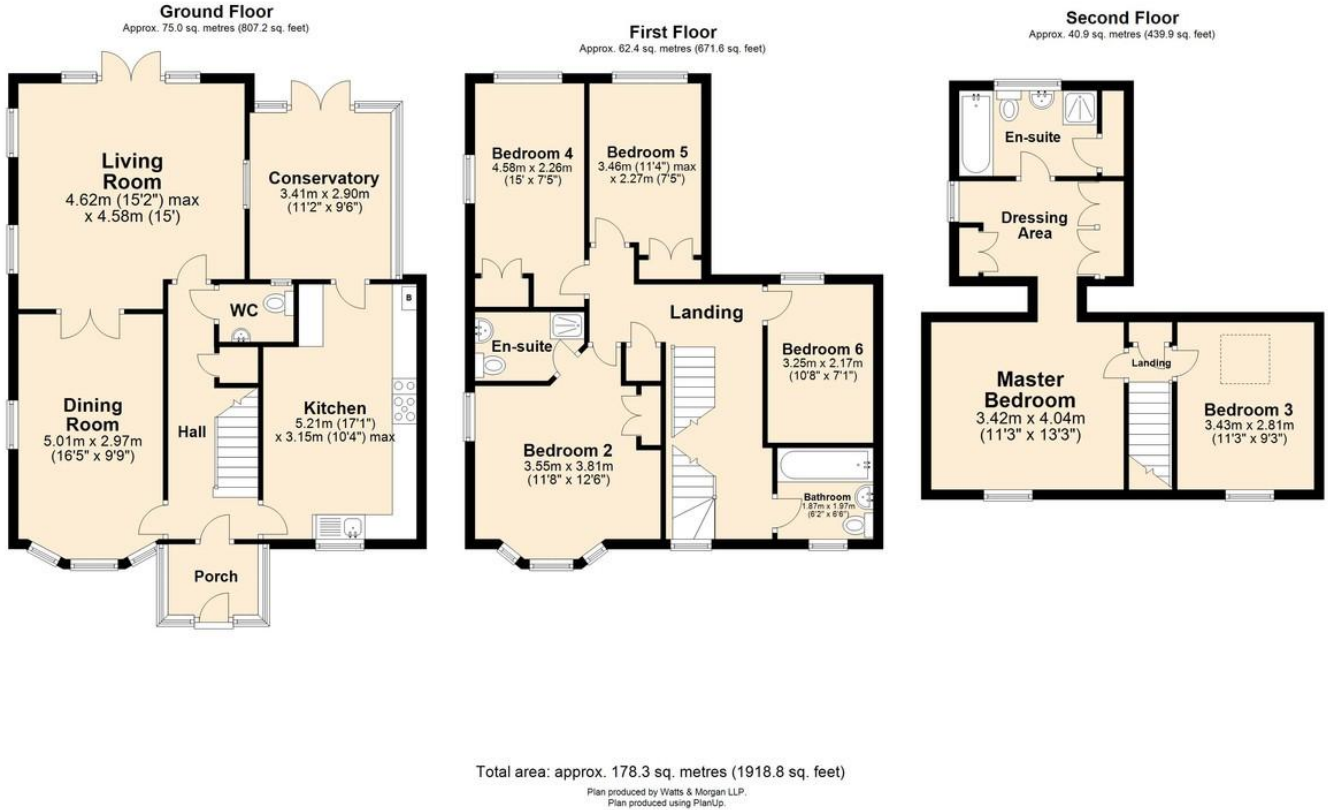 Ground Floor
Approx. 75.0 sq. metres (807.2 sq. feet)
Living
Room
4.62m (15'2") max
x 4.58m (15')
Conservatory
3.41m x 2.90m
(11'2" x 9'6")
WC
B
Dining
Room
5.01m x 2.97m
(16'5" x 9'9")
Hall
Kitchen
5.21m (17'1")
x 3.15m (10'4") max
Porch
First Floor
Approx. 62.4 sq. metres (671.6 sq. feet)
Bedroom 4
4.58m x 2.26m
(15' x 7'5")
Bedroom 5
3.46m (11'4") max
x 2.27m (7'5")
Landing
En-suite
Bedroom 6
3.25m x 2.17m
(10'8" x 7'1")
Bedroom 2
3.55m x 3.81m
(11'8" x 12'6")
Bathroom
1.87m x 1.97m
(6'2" x 6'6")
Second Floor
Approx. 40.9 sq. metres (439.9 sq. feet)
En-suite
Dressing
Area
Landing
Master
Bedroom
3.42m x 4.04m
(11'3" x 13'3")
Bedroom 3
3.43m x 2.81m
(11'3" x 9'3")
Total area: approx. 178.3 sq. metres (1918.8 sq. feet)
Plan produced by Watts & Morgan LLP.
Plan produced using PlanUp.